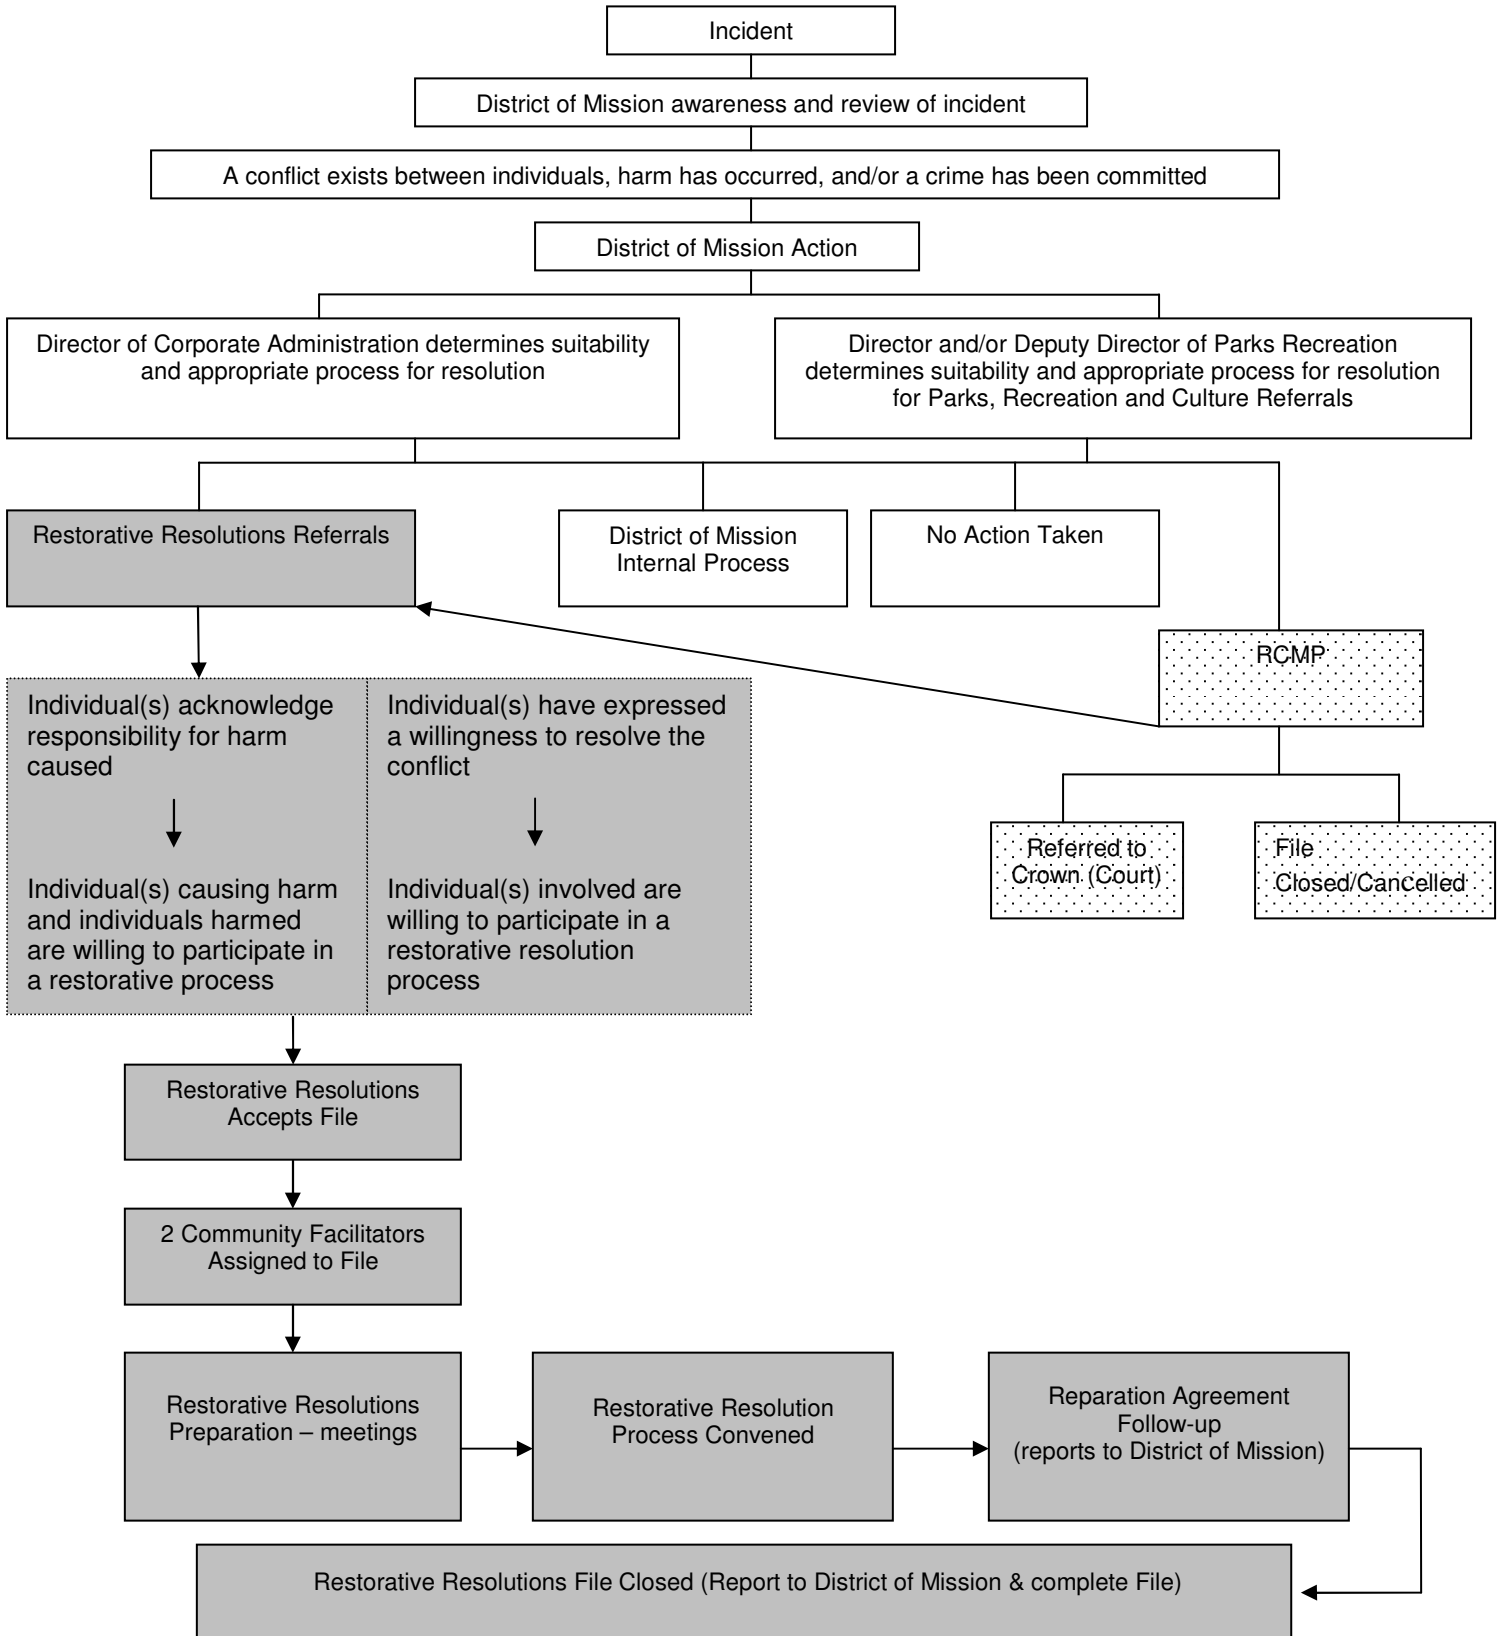 Incident
District of Mission awareness and review of incident
A conflict exists between individuals, harm has occurred, and/or a crime has been committed
District of Mission Action
Director of Corporate Administration determines suitability
and appropriate process for resolution
Director and/or Deputy Director of Parks Recreation
determines suitability and appropriate process for resolution
for Parks, Recreation and Culture Referrals
Restorative Resolutions Referrals
District of Mission
Internal Process
No Action Taken
RCMP
Individual(s) acknowledge
responsibility for harm
caused
Individual(s) causing harm
and individuals harmed
are willing to participate in
a restorative process
Individual(s) have expressed
a willingness to resolve the
conflict
Individual(s) involved are
willing to participate in a
restorative resolution
process
Referred to
Crown (Court)
File
Closed/Cancelled
Restorative Resolutions
Accepts File
2 Community Facilitators
Assigned to File
Restorative Resolutions
Preparation – meetings
Restorative Resolution
Process Convened
Reparation Agreement
Follow-up
(reports to District of Mission)
Restorative Resolutions File Closed (Report to District of Mission & complete File)